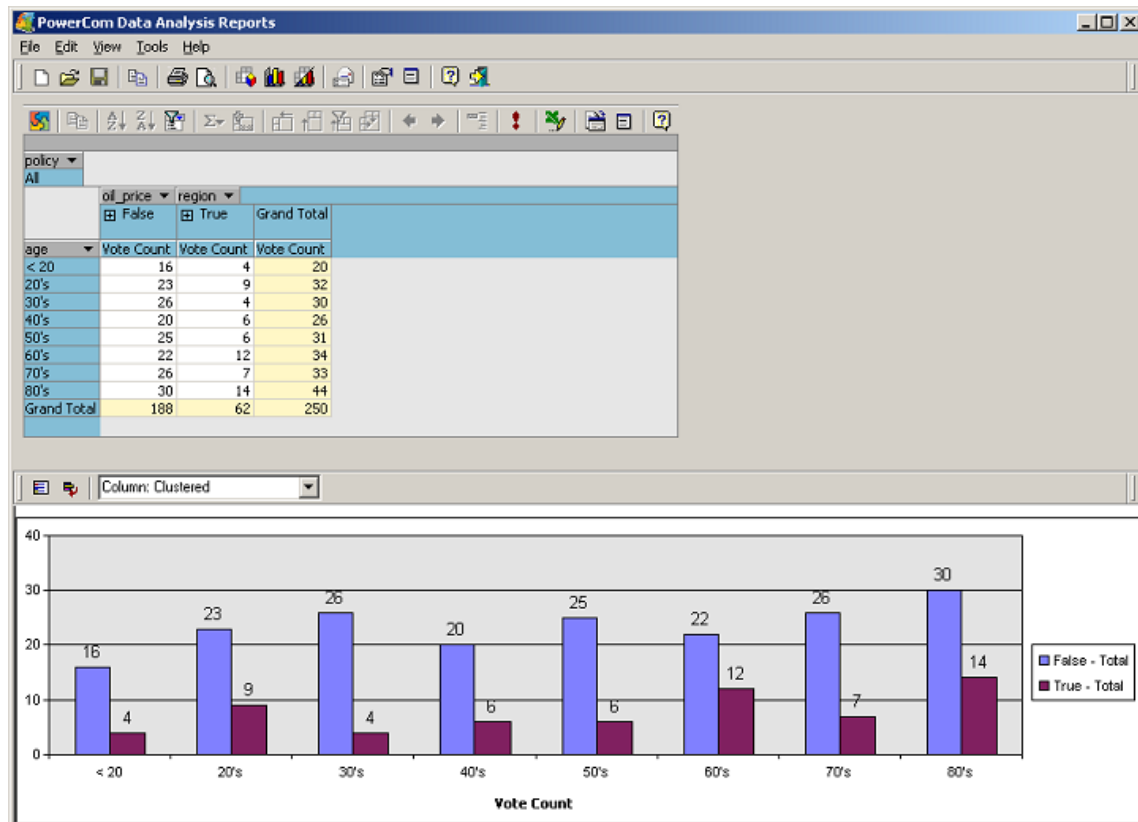 PowerCom Data Analysis Reports
File Edit View Tools Help
policy
All
oil_price region
False True Grand Total
age Vote Count Vote Count Vote Count
< 20 16 4 20
20's 23 9 32
30's 26 4 30
40's 20 6 26
50's 25 6 31
60's 22 12 34
70's 26 7 33
80's 30 14 44
Grand Total 188 62 250
Column: Clustered
40
30
20
10
0
16 4 23 9 26 4 20 6 25 6 22 12 26 7 30 14
< 20 20's 30's 40's 50's 60's 70's 80's
Vote Count
False - Total
True - Total